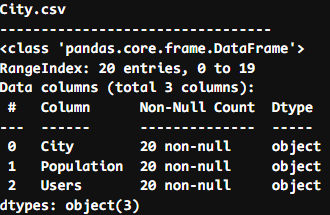 City.csv
--------------------------------
<class 'pandas.core.frame.DataFrame'>
RangeIndex: 20 entries, 0 to 19
Data columns (total 3 columns):
 #   Column      Non-Null Count  Dtype
---  ------      --------------  -----
 0   City        20 non-null     object
 1   Population  20 non-null     object
 2   Users       20 non-null     object
dtypes: object(3)